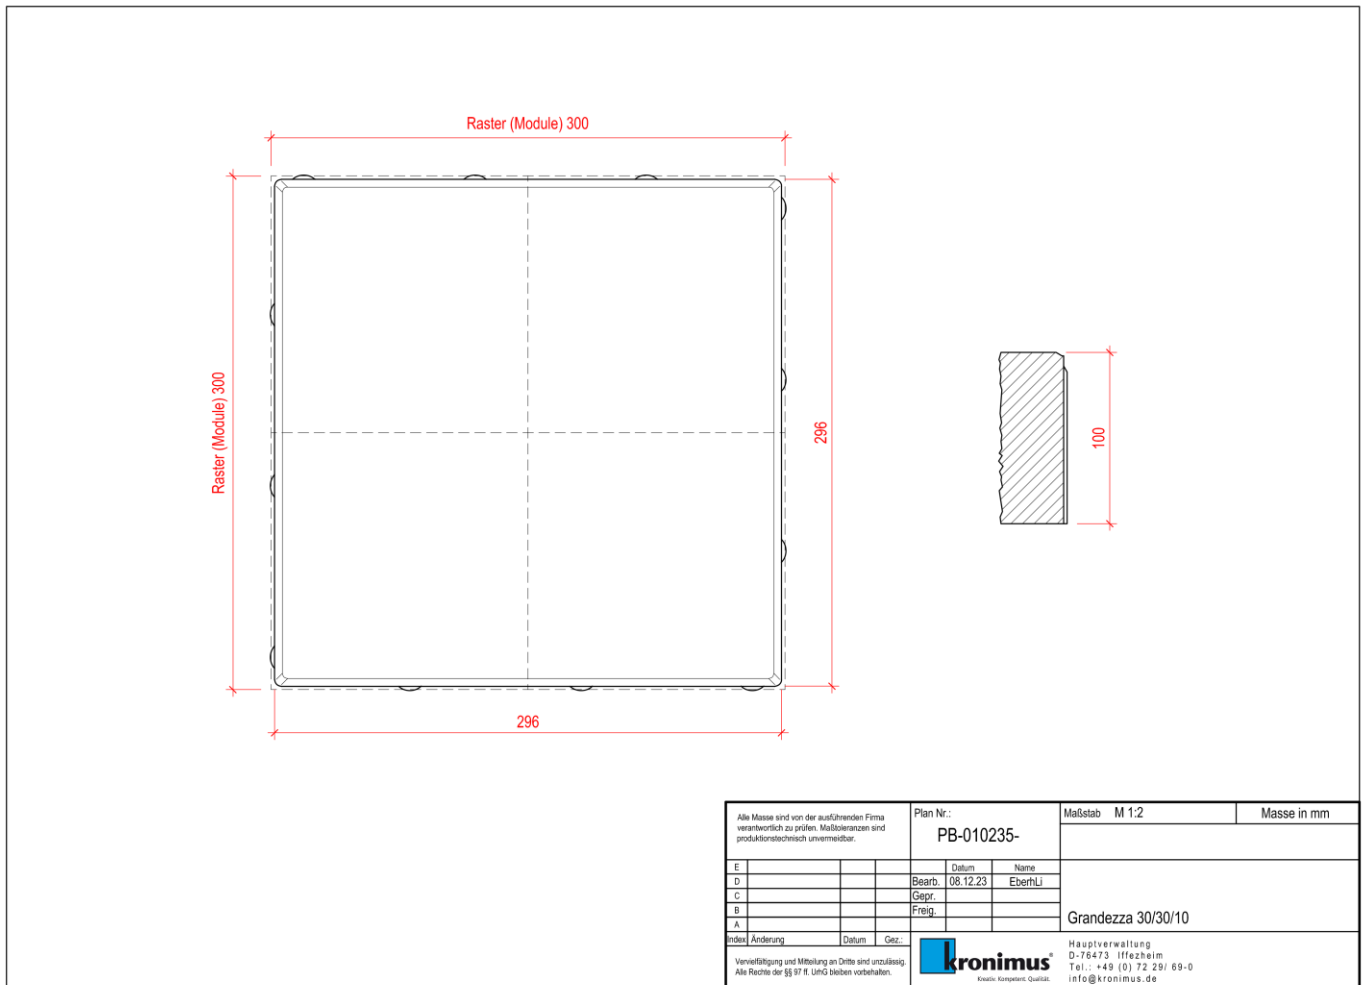 Raster (Module) 300
Raster (Module) 300
296
296
100
Alle Masse sind von der ausführenden Firma
verantwortlich zu prüfen. Maßtoleranzen sind
produktionstechnisch unvermeidbar.
Plan Nr.:
PB-010235-
Maßstab M 1:2
Masse in mm
E
D
C
B
A
Index Änderung Datum Gez.:
Datum Name
Bearb. 08.12.23 EberhLi
Gepr.
Freig.
Grandezza 30/30/10
Vervielfältigung und Mitteilung an Dritte sind unzulässig.
Alle Rechte der §§ 97 ff. UrhG bleiben vorbehalten.
kronimus®
Kreativ. Kompetent. Qualität.
Hauptverwaltung
D-76473 Iffezheim
Tel.: +49 (0) 72 29/ 69-0
info@kronimus.de